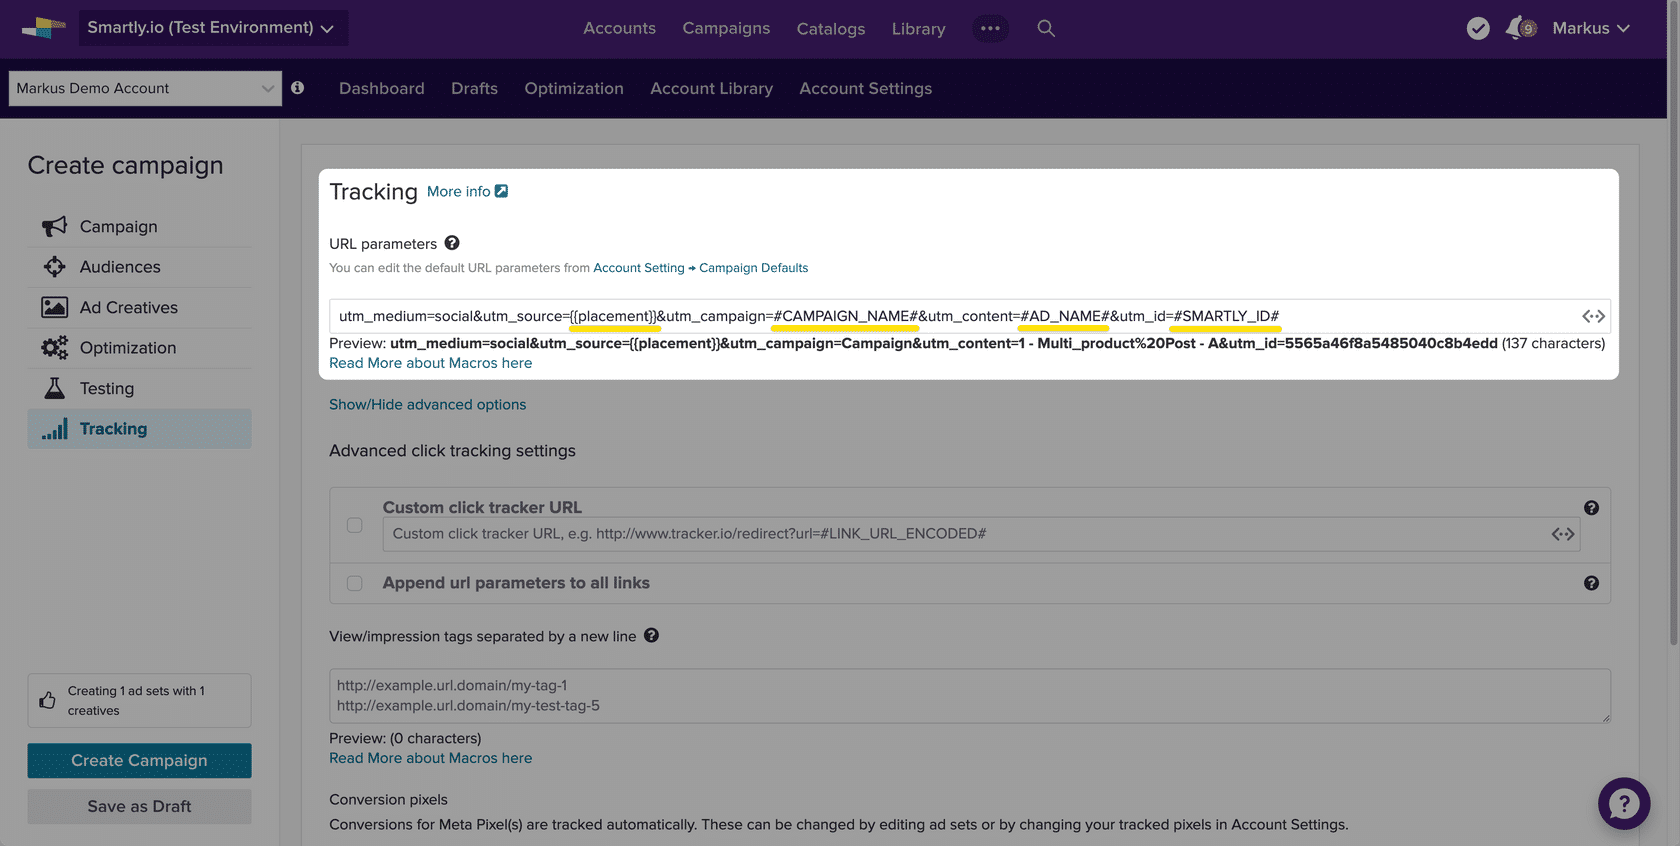 Smartly.io (Test Environment)
Accounts
Campaigns
Catalogs
Library
9
Markus
Markus Demo Account
Dashboard
Drafts
Optimization
Account Library
Account Settings
Create campaign
Campaign
Audiences
Ad Creatives
Optimization
Testing
Tracking
Creating 1 ad sets with 1
creatives
Create Campaign
Save as Draft
Tracking More info
URL parameters
You can edit the default URL parameters from Account Setting → Campaign Defaults
utm_medium=social&utm_source={{placement}}&utm_campaign=#CAMPAIGN_NAME#&utm_content=#AD_NAME#&utm_id=#SMARTLY_ID#
Preview: utm_medium=social&utm_source={{placement}}&utm_campaign=Campaign&utm_content=1 - Multi_product%20Post - A&utm_id=5565a46f8a5485040c8b4edd (137 characters)
Read More about Macros here
Show/Hide advanced options
Advanced click tracking settings
Custom click tracker URL
Custom click tracker URL, e.g. http://www.tracker.io/redirect?url=#LINK_URL_ENCODED#
Append url parameters to all links
View/impression tags separated by a new line
http://example.url.domain/my-tag-1
http://example.url.domain/my-test-tag-5
Preview: (0 characters)
Read More about Macros here
Conversion pixels
Conversions for Meta Pixel(s) are tracked automatically. These can be changed by editing ad sets or by changing your tracked pixels in Account Settings.